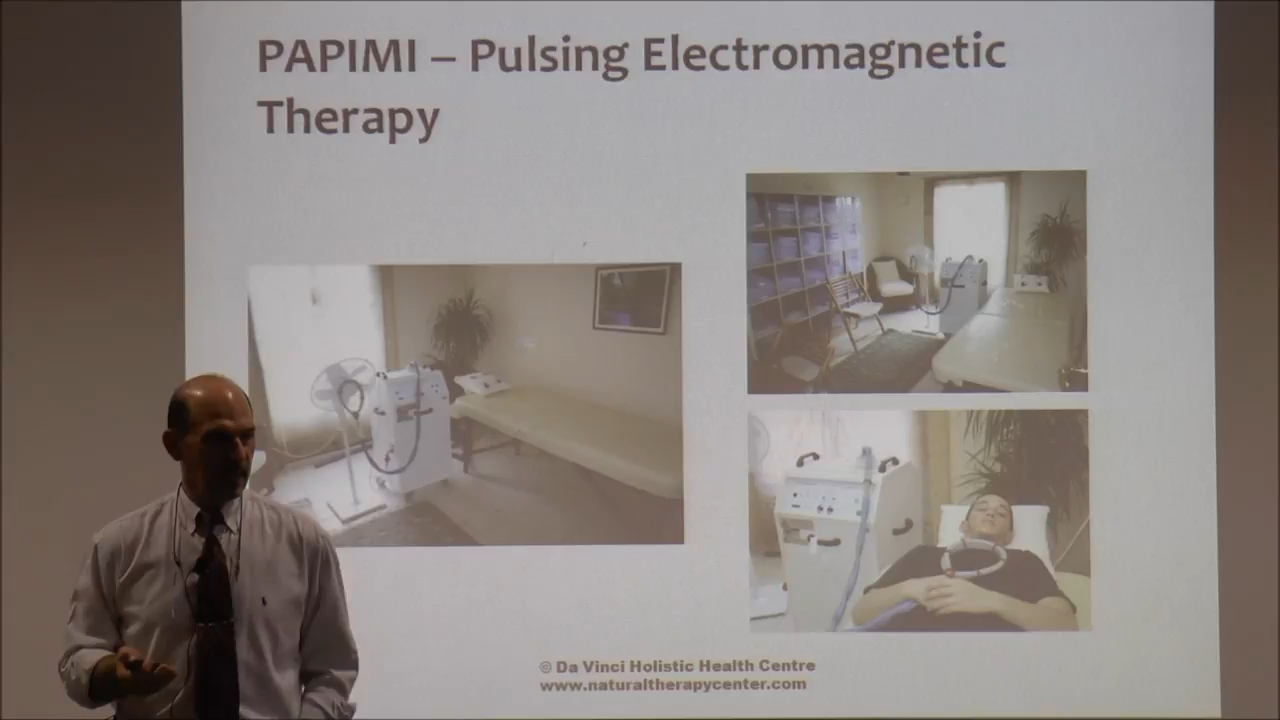 PAPIMI – Pulsing Electromagnetic
Therapy
© Da Vinci Holistic Health Centre
www.naturaltherapycenter.com